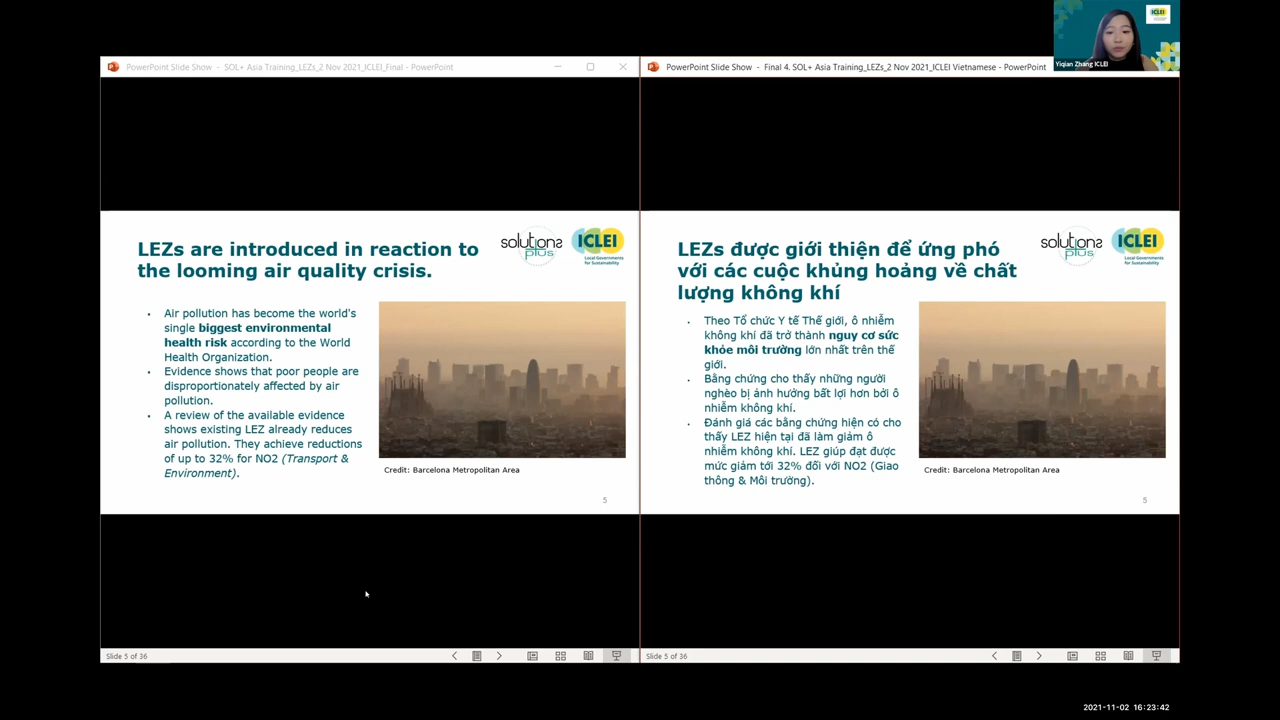 ICLEI
Yiqian Zhang ICLEI
PowerPoint Slide Show - SOL+ Asia Training_LEZs_2 Nov 2021_ICLEI_Final - PowerPoint
LEZs are introduced in reaction to
the looming air quality crisis.
solutions
plus
ICLEI
Local Governments
for Sustainability
Air pollution has become the world's
single biggest environmental
health risk according to the World
Health Organization.
Evidence shows that poor people are
disproportionately affected by air
pollution.
A review of the available evidence
shows existing LEZ already reduces
air pollution. They achieve reductions
of up to 32% for NO2 (Transport &
Environment).
Credit: Barcelona Metropolitan Area
5
Slide 5 of 36
PowerPoint Slide Show - Final 4. SOL+ Asia Training_LEZs_2 Nov 2021_ICLEI Vietnamese - PowerPoint
LEZs được giới thiện để ứng phó
với các cuộc khủng hoảng về chất
lượng không khí
solutions
plus
ICLEI
Local Governments
for Sustainability
Theo Tổ chức Y tế Thế giới, ô nhiễm
không khí đã trở thành nguy cơ sức
khỏe môi trường lớn nhất trên thế
giới.
Bằng chứng cho thấy những người
nghèo bị ảnh hưởng bất lợi hơn bởi ô
nhiễm không khí.
Đánh giá các bằng chứng hiện có cho
thấy LEZ hiện tại đã làm giảm ô
nhiễm không khí. LEZ giúp đạt được
mức giảm tới 32% đối với NO2 (Giao
thông & Môi trường).
Credit: Barcelona Metropolitan Area
5
Slide 5 of 36
2021-11-02 16:23:42